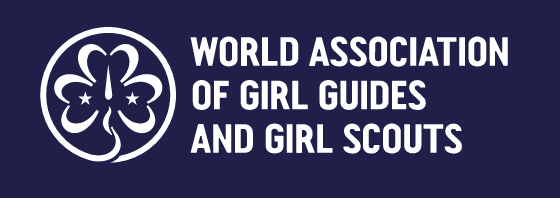 WORLD ASSOCIATION
OF GIRL GUIDES
AND GIRL SCOUTS